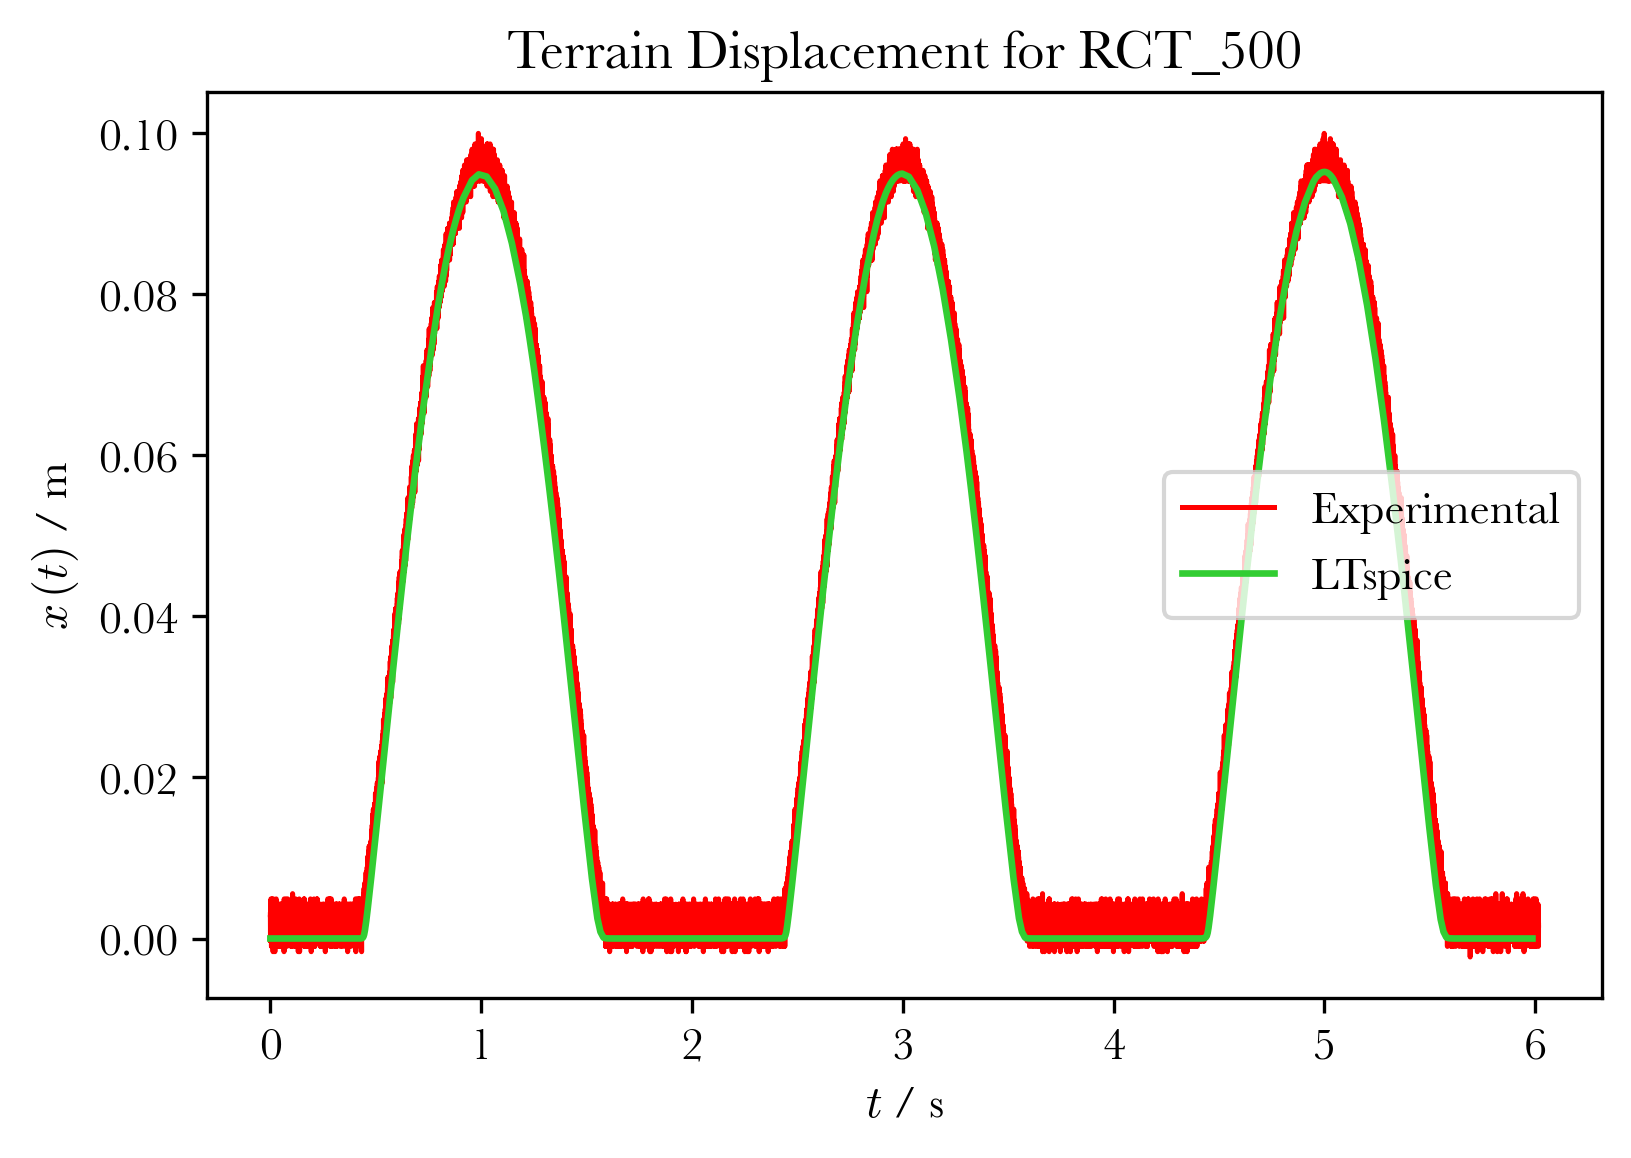 Terrain Displacement for RCT_500
0.10
0.08
0.06
0.04
0.02
0.00
x (t) / m
Experimental
LTspice
0 1 2 3 4 5 6
t / s